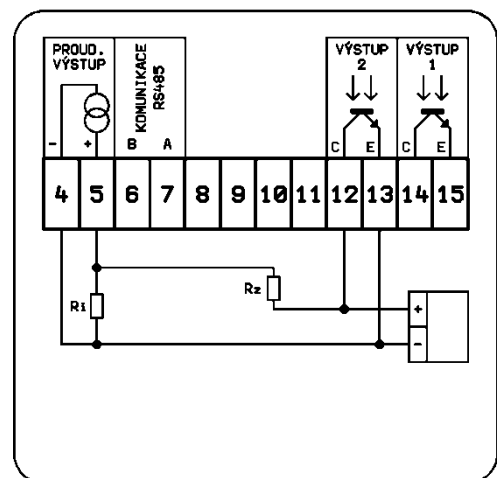 PROUD.
VÝSTUP
- +
KOMUNIKACE
RS485
B A
VÝSTUP
2
C E
VÝSTUP
1
C E
4 5 6 7 8 9 10 11 12 13 14 15
Rz
Ri
+
-